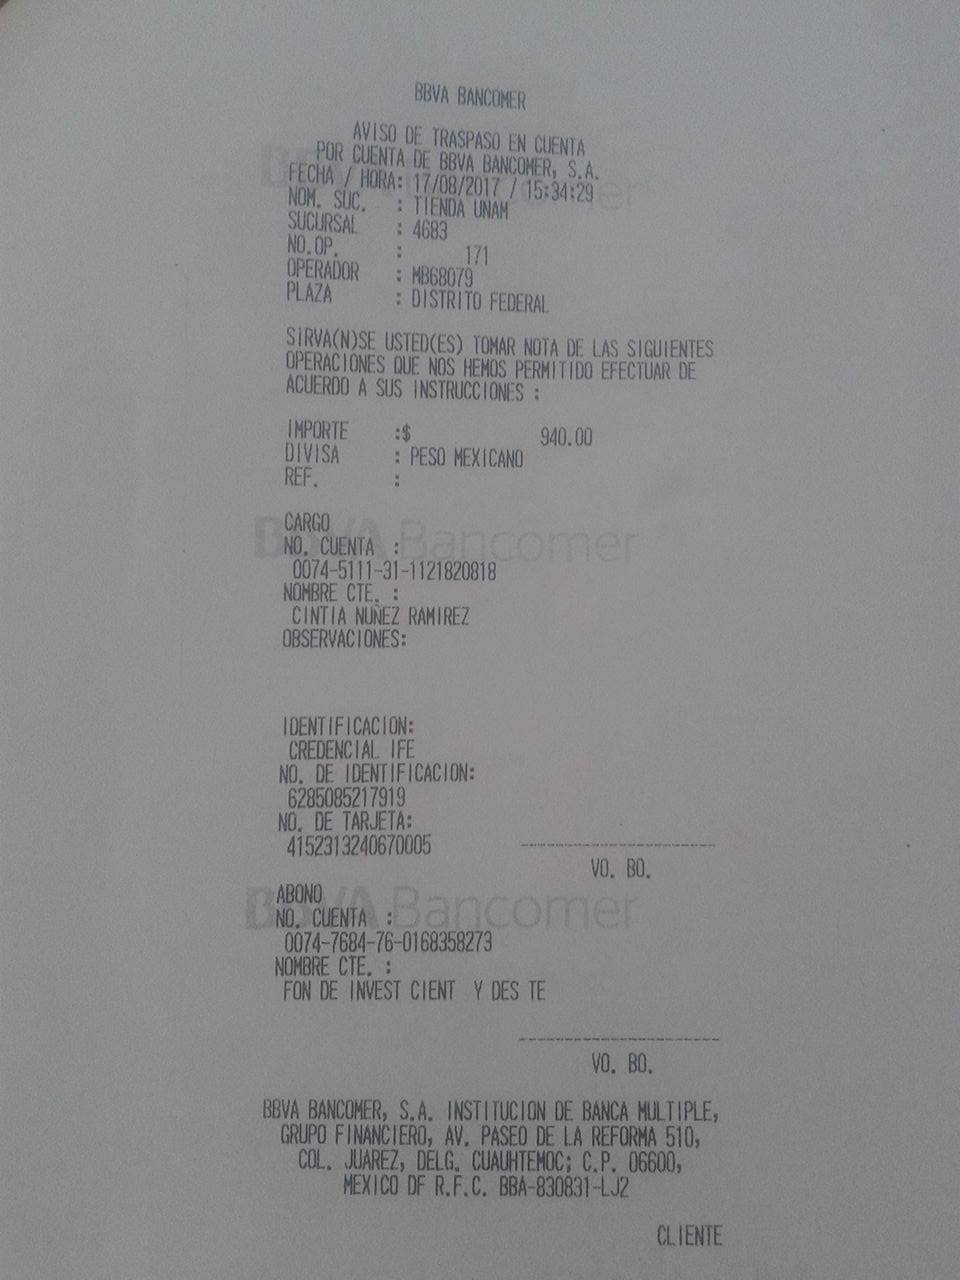 BBVA BANCOMER
AVISO DE TRASPASO EN CUENTA
POR CUENTA DE BBVA BANCOMER, S.A.
FECHA / HORA: 17/08/2017 / 15:34:29
NOM. SUC. : TIENDA UNAM
SUCURSAL : 4683
NO.OP. : 171
OPERADOR : MB68079
PLAZA : DISTRITO FEDERAL
SIRVA(N)SE USTED(ES) TOMAR NOTA DE LAS SIGUIENTES
OPERACIONES QUE NOS HEMOS PERMITIDO EFECTUAR DE
ACUERDO A SUS INSTRUCCIONES :
IMPORTE :$ 940.00
DIVISA : PESO MEXICANO
REF. :
BBVA Bancomer
CARGO
NO. CUENTA :
0074-5111-31-1121820818
NOMBRE CTE. :
CINTIA NUÑEZ RAMIREZ
OBSERVACIONES:
IDENTIFICACION:
CREDENCIAL IFE
NO. DE IDENTIFICACION:
6285085217919
NO. DE TARJETA:
4152313240670005
VO. BO.
BBVA Bancomer
ABONO
NO. CUENTA :
0074-7684-76-0168358273
NOMBRE CTE. :
FON DE INVEST CIENT Y DES TE
VO. BO.
BBVA BANCOMER, S.A. INSTITUCION DE BANCA MULTIPLE,
GRUPO FINANCIERO, AV. PASEO DE LA REFORMA 510,
COL. JUAREZ, DELG. CUAUHTEMOC; C.P. 06600,
MEXICO DF R.F.C. BBA-830831-LJ2
CLIENTE